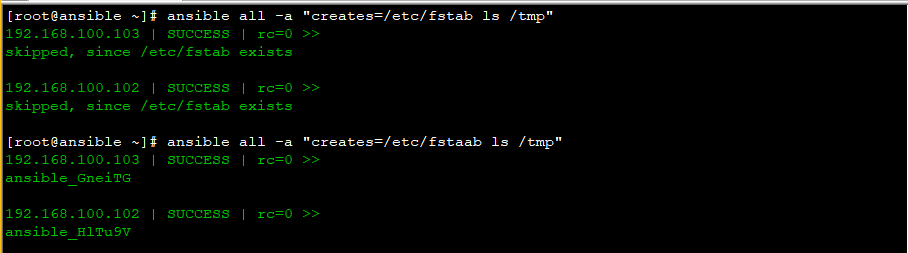 [root@ansible ~]# ansible all -a "creates=/etc/fstab ls /tmp"
192.168.100.103 | SUCCESS | rc=0 >>
skipped, since /etc/fstab exists
192.168.100.102 | SUCCESS | rc=0 >>
skipped, since /etc/fstab exists
[root@ansible ~]# ansible all -a "creates=/etc/fstaab ls /tmp"
192.168.100.103 | SUCCESS | rc=0 >>
ansible_GneiTG
192.168.100.102 | SUCCESS | rc=0 >>
ansible_HlTu9V